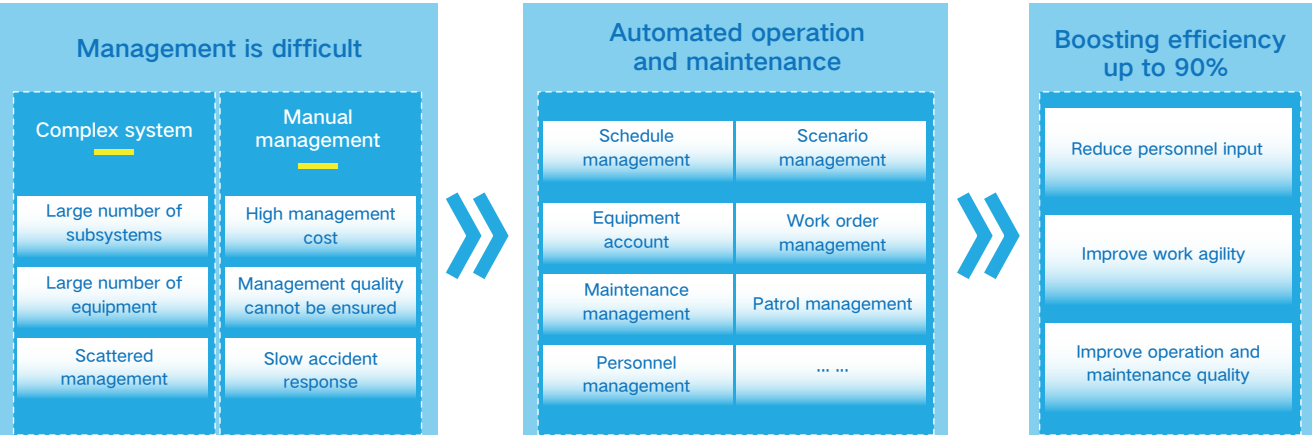 Management is difficult
Complex system
Large number of
subsystems
Large number of
equipment
Scattered
management
Manual
management
High management
cost
Management quality
cannot be ensured
Slow accident
response
Automated operation
and maintenance
Schedule
management
Scenario
management
Equipment
account
Work order
management
Maintenance
management
Patrol management
Personnel
management
... ...
Boosting efficiency
up to 90%
Reduce personnel input
Improve work agility
Improve operation and
maintenance quality